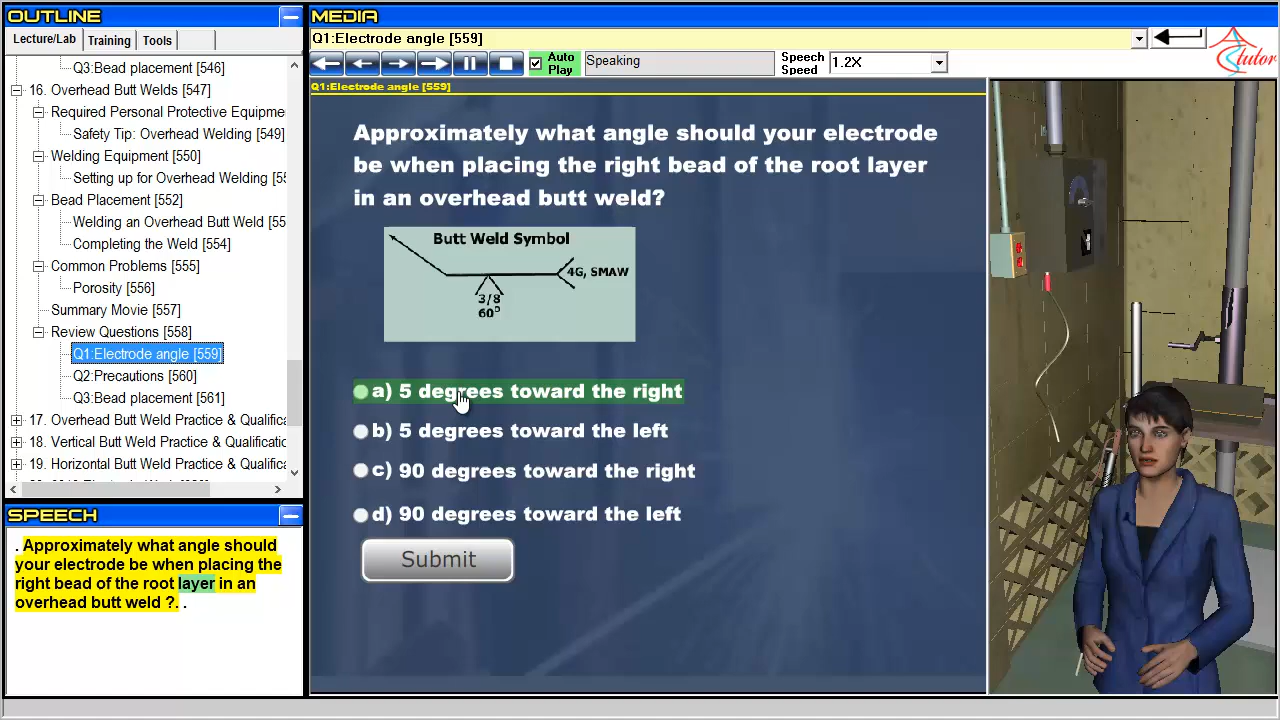 OUTLINE
Lecture/Lab Training Tools
Q3:Bead placement [546]
16. Overhead Butt Welds [547]
Required Personal Protective Equipme
Safety Tip: Overhead Welding [549]
Welding Equipment [550]
Setting up for Overhead Welding [55
Bead Placement [552]
Welding an Overhead Butt Weld [55
Completing the Weld [554]
Common Problems [555]
Porosity [556]
Summary Movie [557]
Review Questions [558]
Q1:Electrode angle [559]
Q2:Precautions [560]
Q3:Bead placement [561]
17. Overhead Butt Weld Practice & Qualifica
18. Vertical Butt Weld Practice & Qualificatio
19. Horizontal Butt Weld Practice & Qualifica
SPEECH
. Approximately what angle should
your electrode be when placing the
right bead of the root layer in an
overhead butt weld ?. .
MEDIA
Q1:Electrode angle [559]
Auto
Play
Speaking
Speech
Speed
1.2X
tutor
Q1:Electrode angle [559]
Approximately what angle should your electrode
be when placing the right bead of the root layer
in an overhead butt weld?
Butt Weld Symbol
4G, SMAW
3/8
60°
a) 5 degrees toward the right
b) 5 degrees toward the left
c) 90 degrees toward the right
d) 90 degrees toward the left
Submit